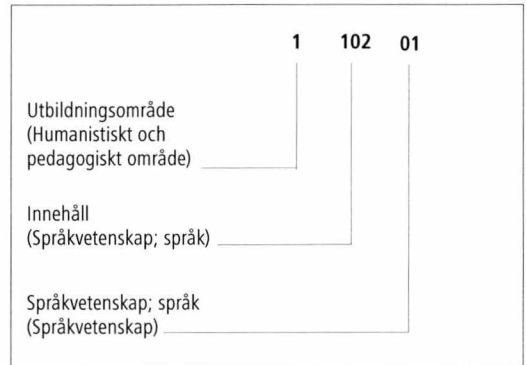 1 102 01
Utbildningsområde
(Humanistiskt och
pedagogiskt område)
Innehåll
(Språkvetenskap; språk)
Språkvetenskap; språk
(Språkvetenskap)